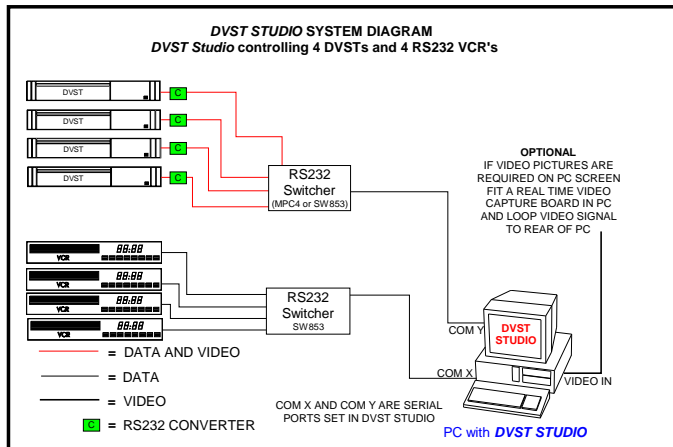 DVST STUDIO SYSTEM DIAGRAM
DVST Studio controlling 4 DVSTs and 4 RS232 VCR's
DVST
C
DVST
C
DVST
C
DVST
C
RS232
Switcher
(MPC4 or SW853)
OPTIONAL
IF VIDEO PICTURES ARE
REQUIRED ON PC SCREEN
FIT A REAL TIME VIDEO
CAPTURE BOARD IN PC
AND LOOP VIDEO SIGNAL
TO REAR OF PC
88:88
VCR
88:88
VCR
88:88
VCR
88:88
VCR
RS232
Switcher
SW853
COM Y
DVST
STUDIO
COM X
VIDEO IN
= DATA AND VIDEO
= DATA
= VIDEO
C = RS232 CONVERTER
COM X AND COM Y ARE SERIAL
PORTS SET IN DVST STUDIO
PC with DVST STUDIO